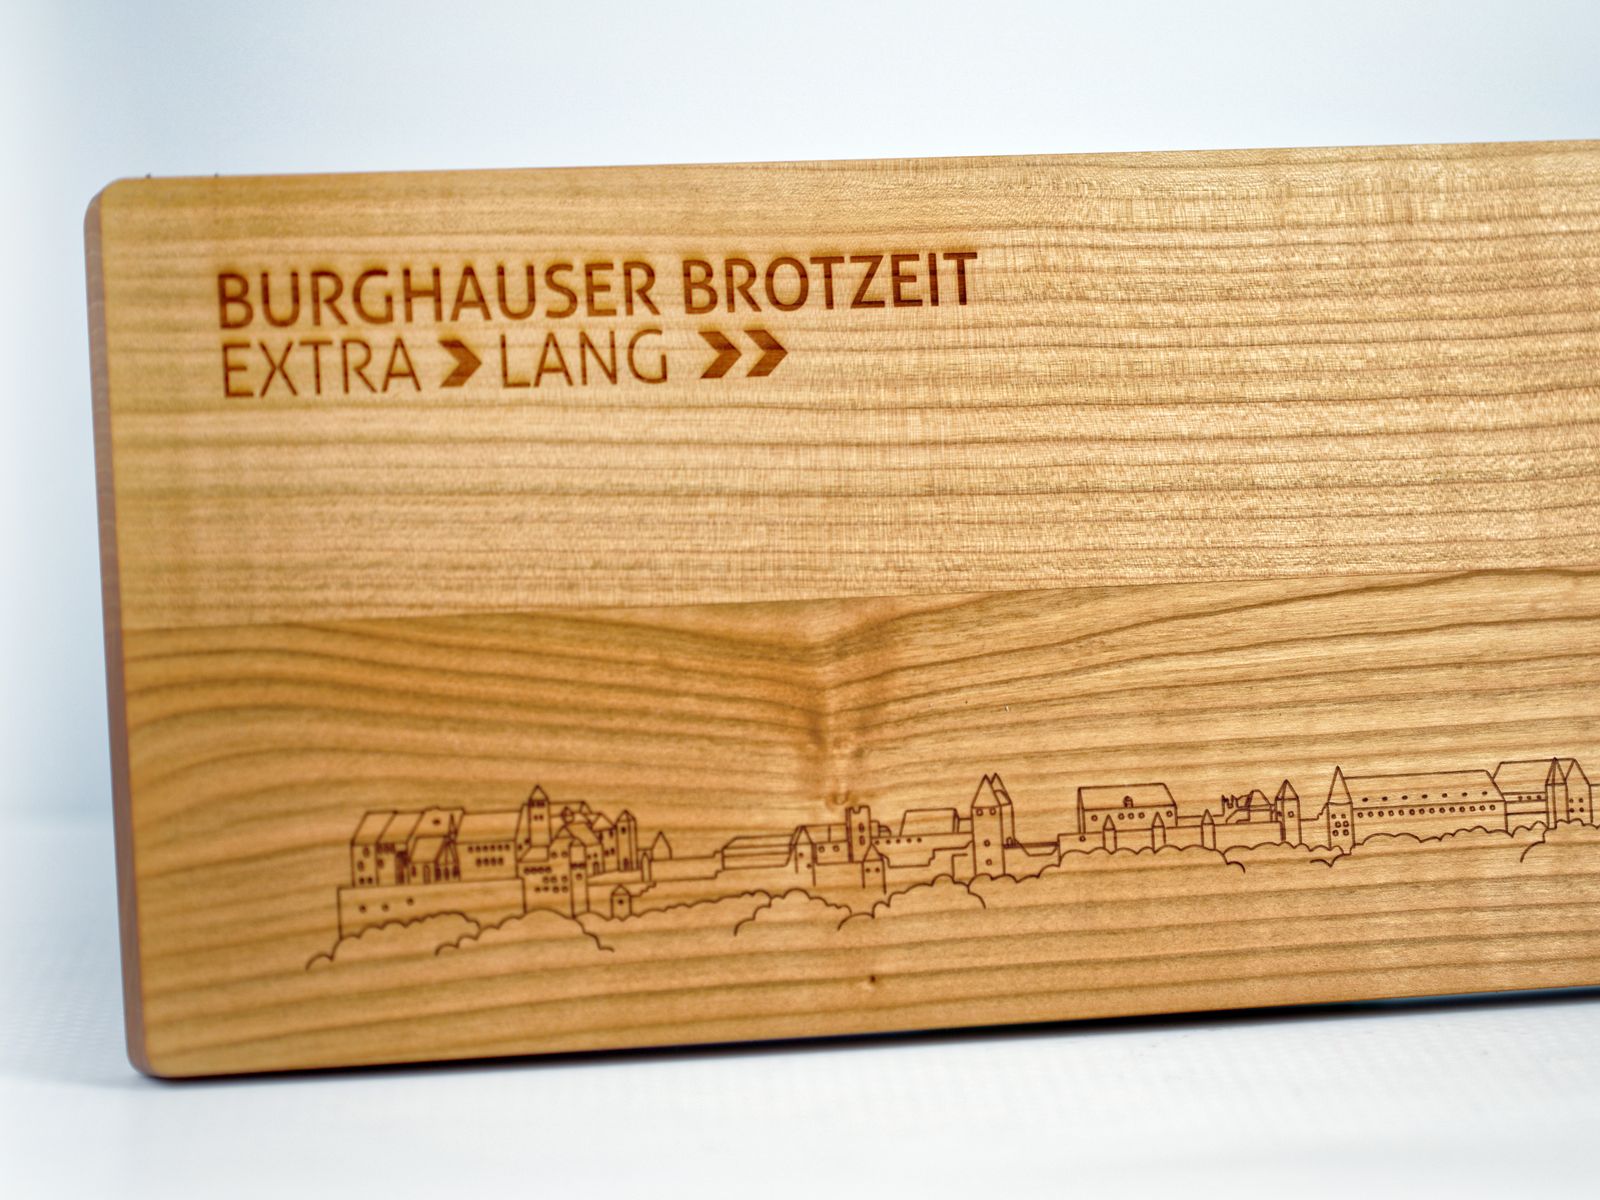 BURGHAUSER BROTZEIT
EXTRA > LANG >>